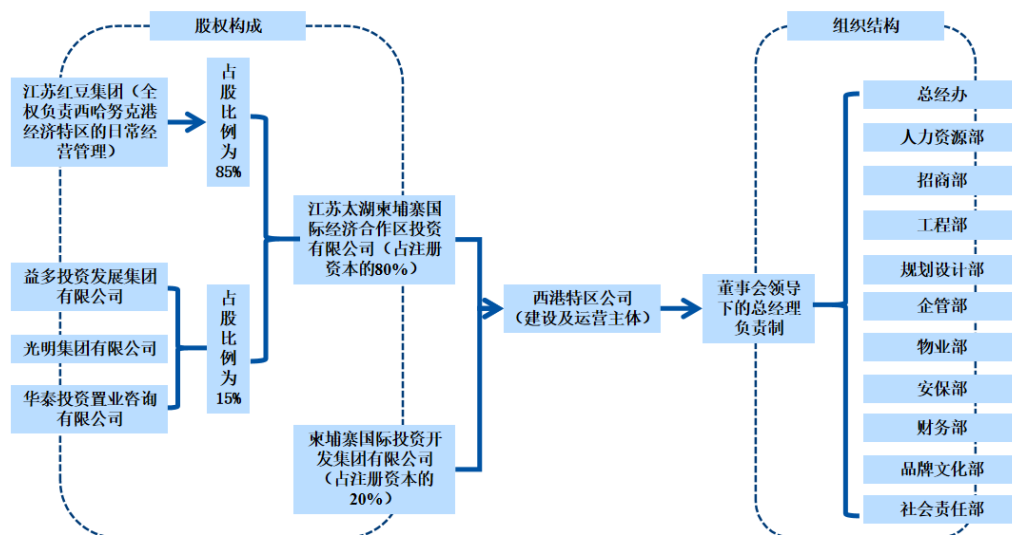 股权构成
江苏红豆集团（全
权负责西哈努克港
经济特区的日常经
营管理）
占
股
比
例
为
85%
益多投资发展集团
有限公司
光明集团有限公司
华泰投资置业咨询
有限公司
占
股
比
例
为
15%
江苏太湖柬埔寨国
际经济合作区投资
有限公司（占注册
资本的80%）
柬埔寨国际投资开
发集团有限公司
（占注册资本的
20%）
西港特区公司
（建设及运营主体）
董事会领导
下的总经理
负责制
组织结构
总经办
人力资源部
招商部
工程部
规划设计部
企管部
物业部
安保部
财务部
品牌文化部
社会责任部